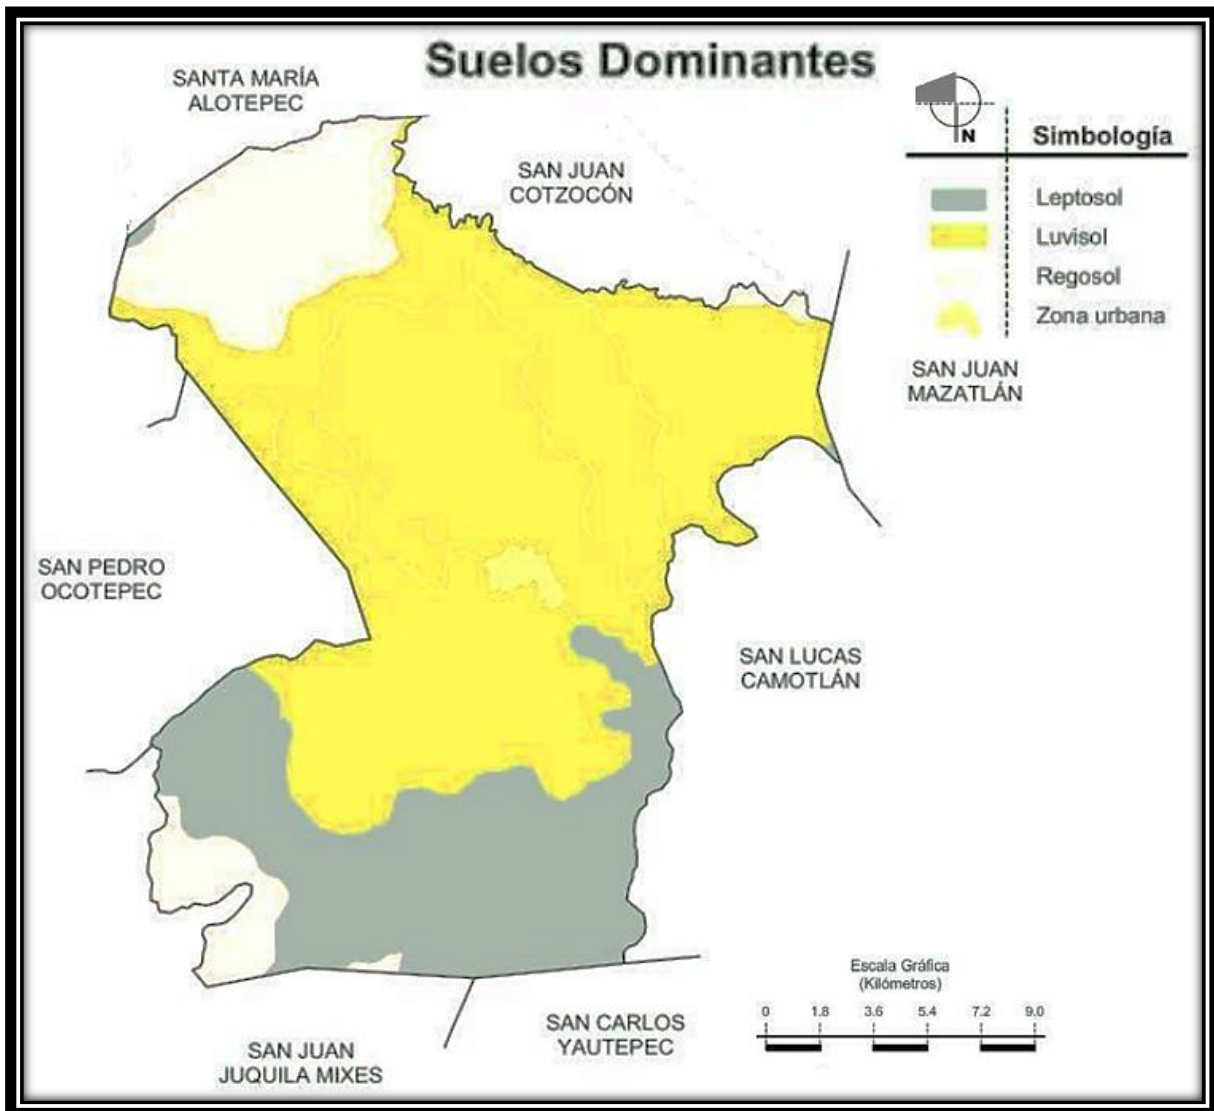 Suelos Dominantes
SANTA MARÍA
ALOTEPEC
SAN JUAN
COTZOCÓN
N
Simbología
Leptosol
Luvisol
Regosol
Zona urbana
SAN JUAN
MAZATLÁN
SAN PEDRO
OCOTEPEC
SAN LUCAS
CAMOTLÁN
Escala Gráfica
(Kilómetros)
0 1.8 3.6 5.4 7.2 9.0
SAN CARLOS
YAUTEPEC
SAN JUAN
JUQUILA MIXES